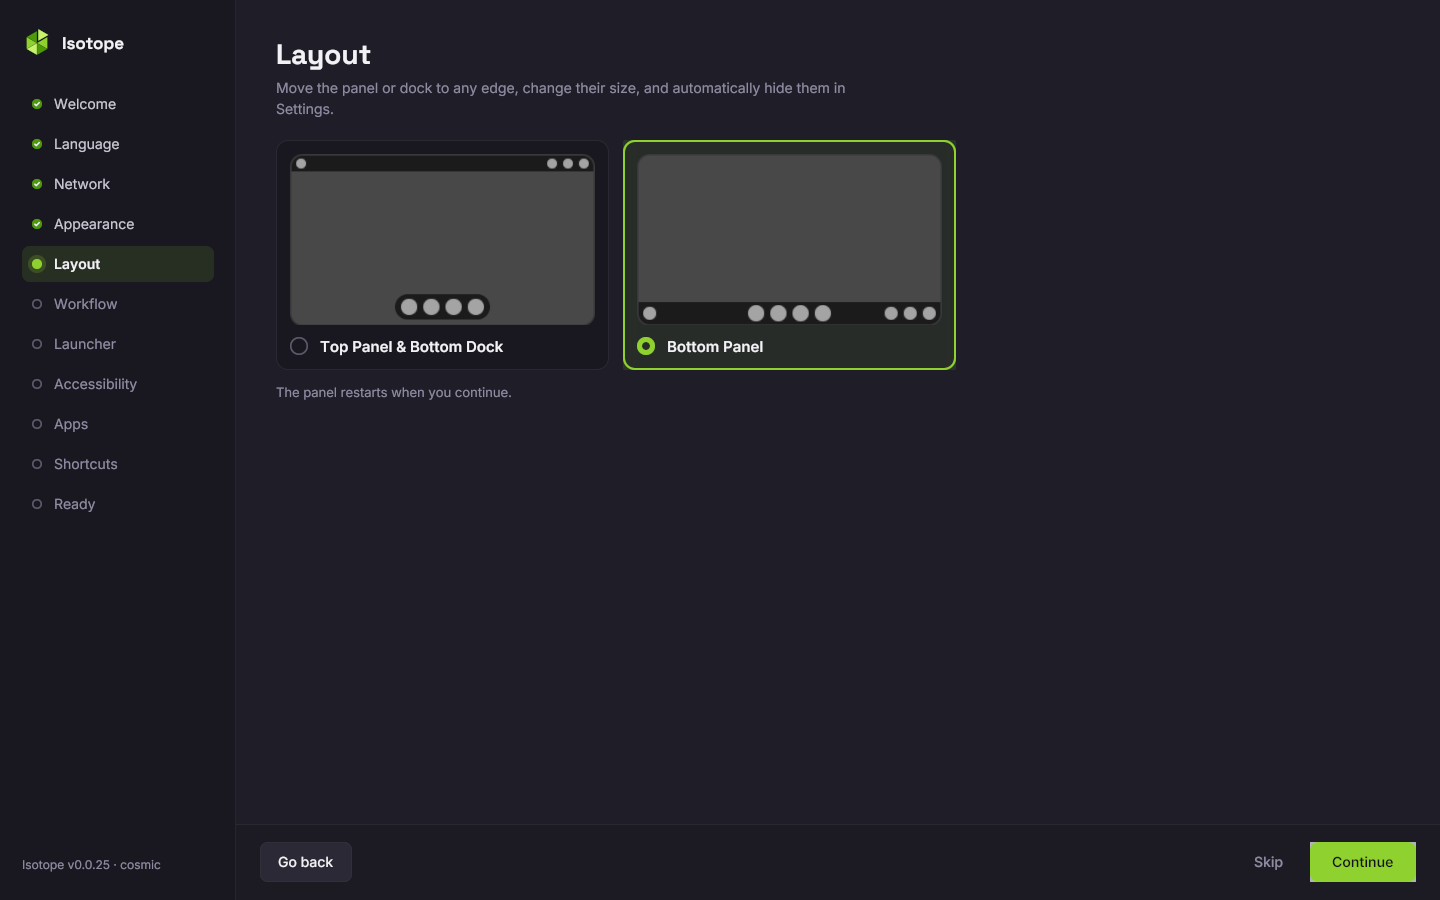 Isotope
Welcome
Language
Network
Appearance
Layout
Workflow
Launcher
Accessibility
Apps
Shortcuts
Ready
Isotope v0.0.25 · cosmic
Layout
Move the panel or dock to any edge, change their size, and automatically hide them in
Settings.
Top Panel & Bottom Dock
Bottom Panel
The panel restarts when you continue.
Go back
Skip
Continue